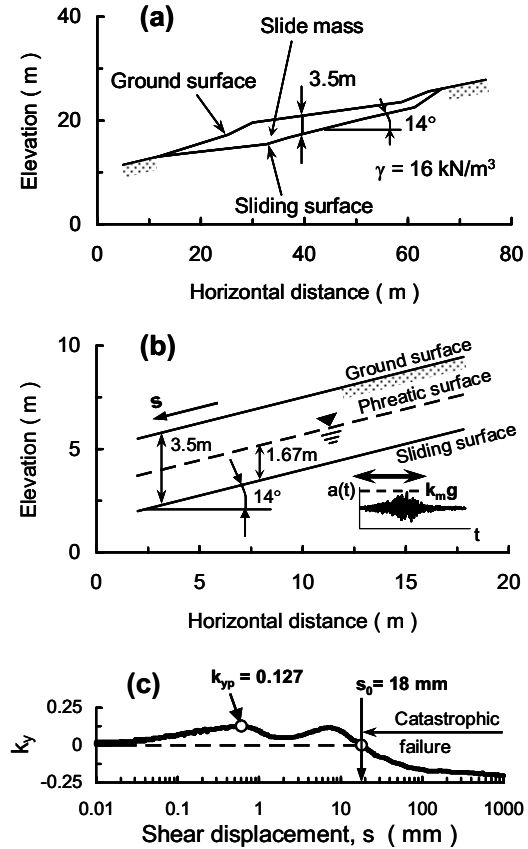 (a)
40
20
0
Elevation ( m )
Slide mass
Ground surface
3.5m
14°
γ = 16 kN/m³
Sliding surface
0 20 40 60 80
Horizontal distance ( m )
(b)
10
5
0
Elevation ( m )
s
Ground surface
Phreatic surface
Sliding surface
3.5m
1.67m
14°
a(t)
kmg
t
0 5 10 15 20
Horizontal distance ( m )
(c)
kyp = 0.127
s0= 18 mm
Catastrophic
failure
0.25
0
-0.25
ky
0.01 0.1 1 10 100 1000
Shear displacement, s ( mm )